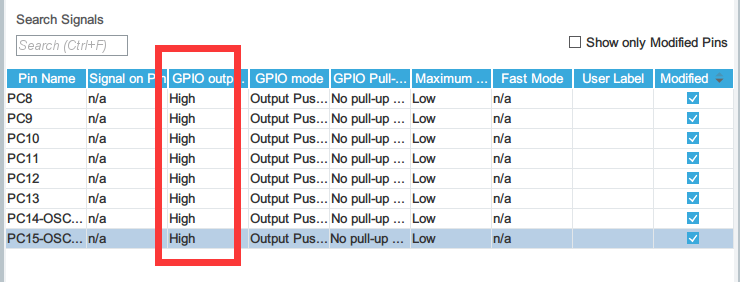 Search Signals
Search (Ctrl+F)
Show only Modified Pins
Pin Name Signal on Pin GPIO outp... GPIO mode GPIO Pull-... Maximum ... Fast Mode User Label Modified
PC8 n/a High Output Pus... No pull-up ... Low n/a
PC9 n/a High Output Pus... No pull-up ... Low n/a
PC10 n/a High Output Pus... No pull-up ... Low n/a
PC11 n/a High Output Pus... No pull-up ... Low n/a
PC12 n/a High Output Pus... No pull-up ... Low n/a
PC13 n/a High Output Pus... No pull-up ... Low n/a
PC14-OSC... n/a High Output Pus... No pull-up ... Low n/a
PC15-OSC... n/a High Output Pus... No pull-up ... Low n/a